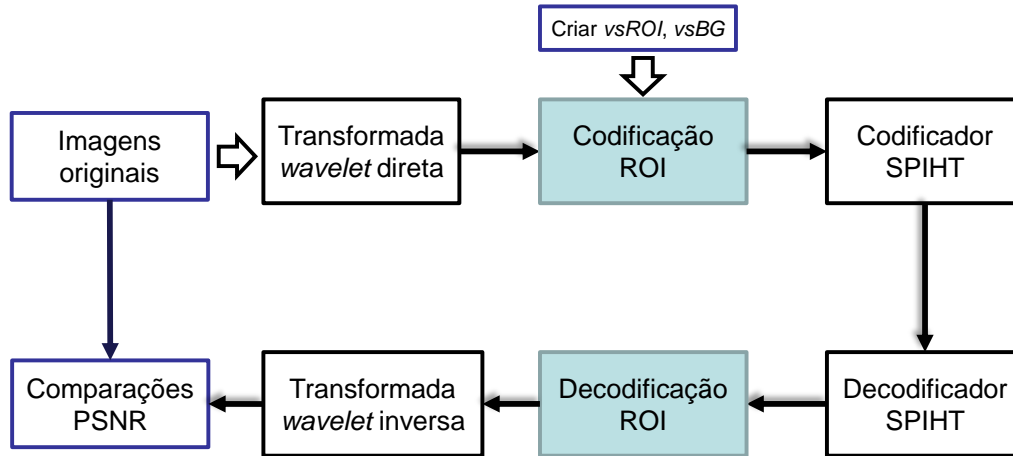 Criar vsROI, vsBG
Imagens
originais
Transformada
wavelet direta
Codificação
ROI
Codificador
SPIHT
Comparações
PSNR
Transformada
wavelet inversa
Decodificação
ROI
Decodificador
SPIHT